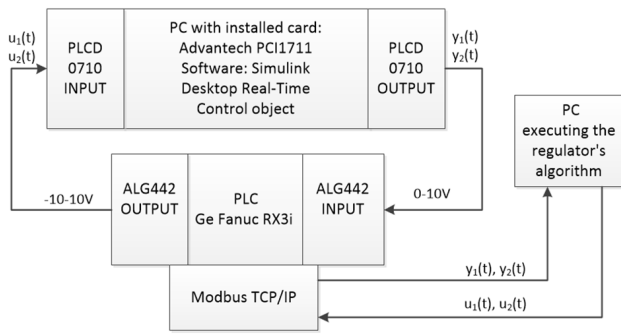 u₁(t)
u₂(t)
PLCD
0710
INPUT
PC with installed card:
Advantech PCI1711
Software: Simulink
Desktop Real-Time
Control object
PLCD
0710
OUTPUT
y₁(t)
y₂(t)
PC
executing the
regulator's
algorithm
-10-10V
ALG442
OUTPUT
PLC
Ge Fanuc RX3i
ALG442
INPUT
0-10V
Modbus TCP/IP
y₁(t), y₂(t)
u₁(t), u₂(t)